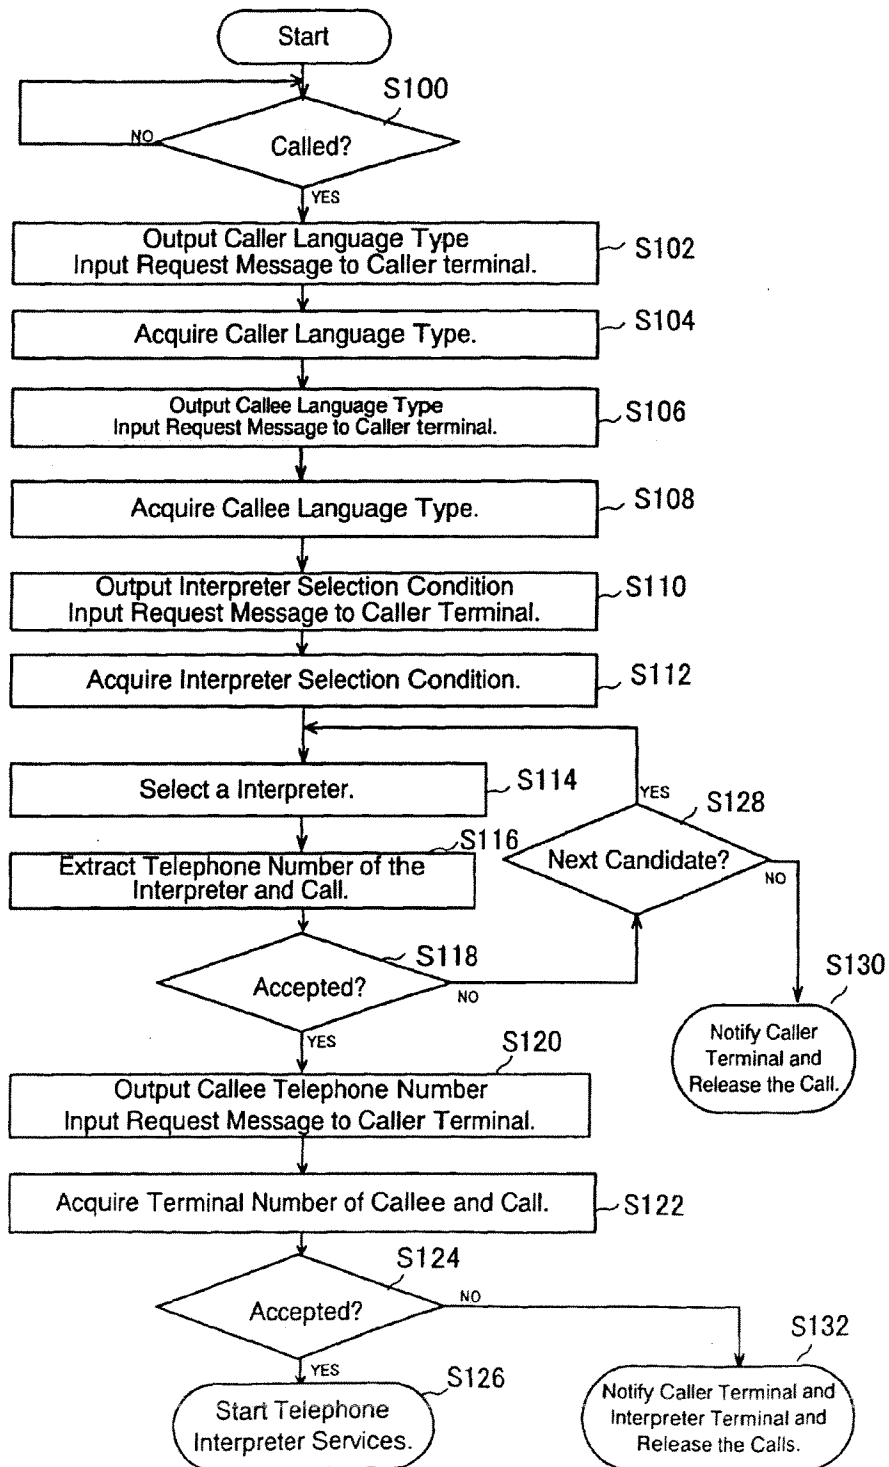 Start
S100
Called?
NO
YES
Output Caller Language Type
Input Request Message to Caller terminal.
S102
Acquire Caller Language Type.
S104
Output Callee Language Type
Input Request Message to Caller terminal.
S106
Acquire Callee Language Type.
S108
Output Interpreter Selection Condition
Input Request Message to Caller Terminal.
S110
Acquire Interpreter Selection Condition.
S112
Select a Interpreter.
S114
YES
S128
Next Candidate?
NO
S116
Extract Telephone Number of the
Interpreter and Call.
S118
Accepted?
NO
YES
S130
Notify Caller
Terminal and
Release the Call.
S120
Output Callee Telephone Number
Input Request Message to Caller Terminal.
Acquire Terminal Number of Callee and Call.
S122
S124
Accepted?
NO
YES
S126
Start Telephone
Interpreter Services.
S132
Notify Caller Terminal and
Interpreter Terminal and
Release the Calls.